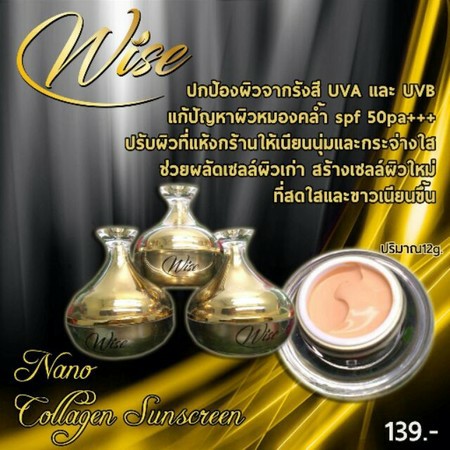 Wise
ปกป้องผิวจากรังสี UVA และ UVB
แก้ปัญหาผิวหมองคล้ำ spf 50pa+++
ปรับผิวที่แห้งกร้านให้เนียนนุ่มและกระจ่างใส
ช่วยผลัดเซลล์ผิวเก่า สร้างเซลล์ผิวใหม่
ที่สดใสและขาวเนียนขึ้น
ปริมาณ12g.
Wise
Wise
Wise
Nano
Collagen Sunscreen
139.-